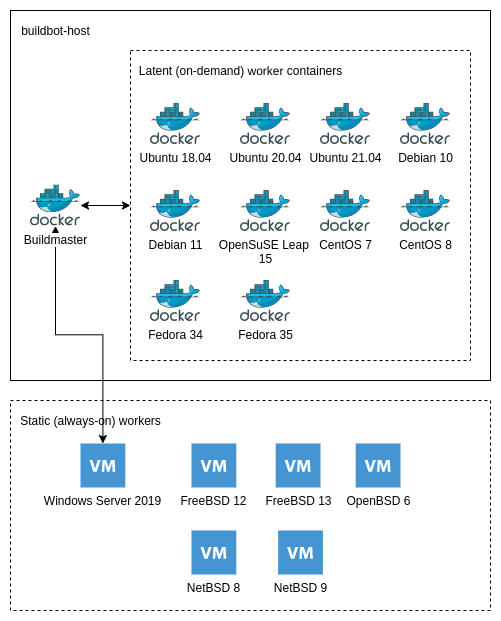 buildbot-host
Latent (on-demand) worker containers
docker docker docker docker
Ubuntu 18.04 Ubuntu 20.04 Ubuntu 21.04 Debian 10
docker
Buildmaster
docker docker docker docker
Debian 11 OpenSuSE Leap CentOS 7 CentOS 8
15
docker docker
Fedora 34 Fedora 35
Static (always-on) workers
VM VM VM VM
Windows Server 2019 FreeBSD 12 FreeBSD 13 OpenBSD 6
VM VM
NetBSD 8 NetBSD 9